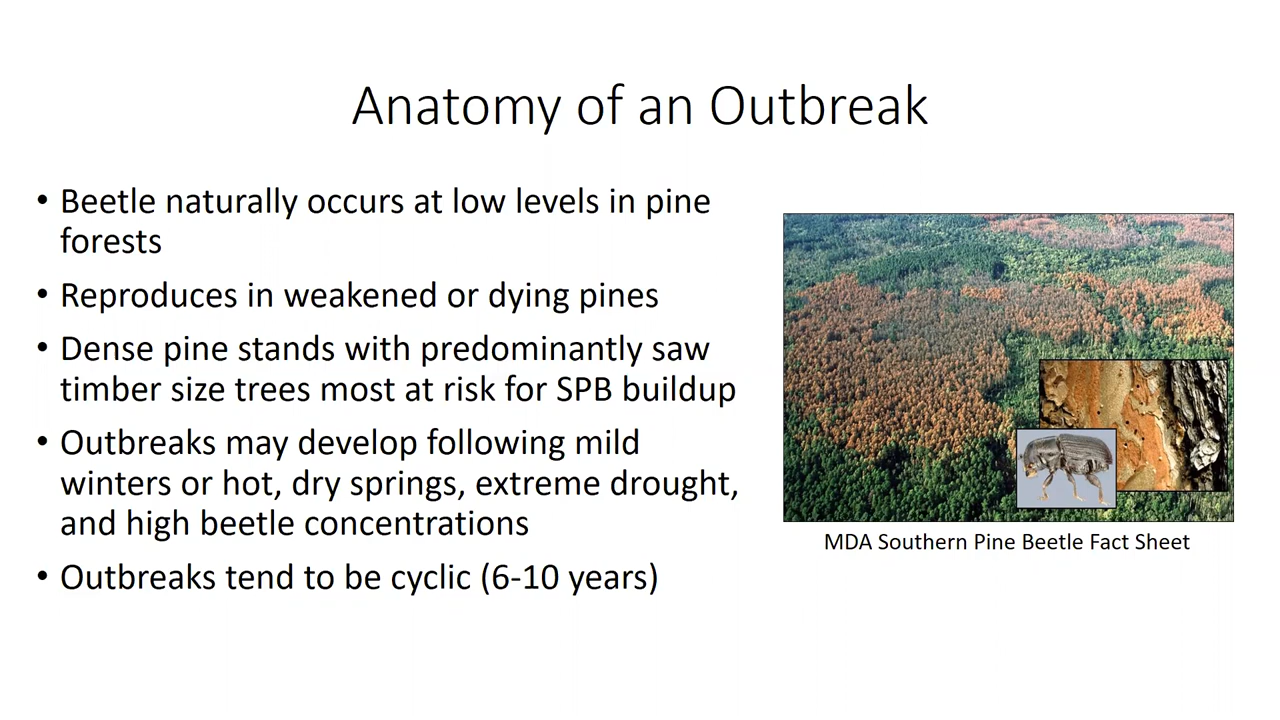 Anatomy of an Outbreak
• Beetle naturally occurs at low levels in pine
forests
• Reproduces in weakened or dying pines
• Dense pine stands with predominantly saw
timber size trees most at risk for SPB buildup
• Outbreaks may develop following mild
winters or hot, dry springs, extreme drought,
and high beetle concentrations
• Outbreaks tend to be cyclic (6-10 years)
MDA Southern Pine Beetle Fact Sheet